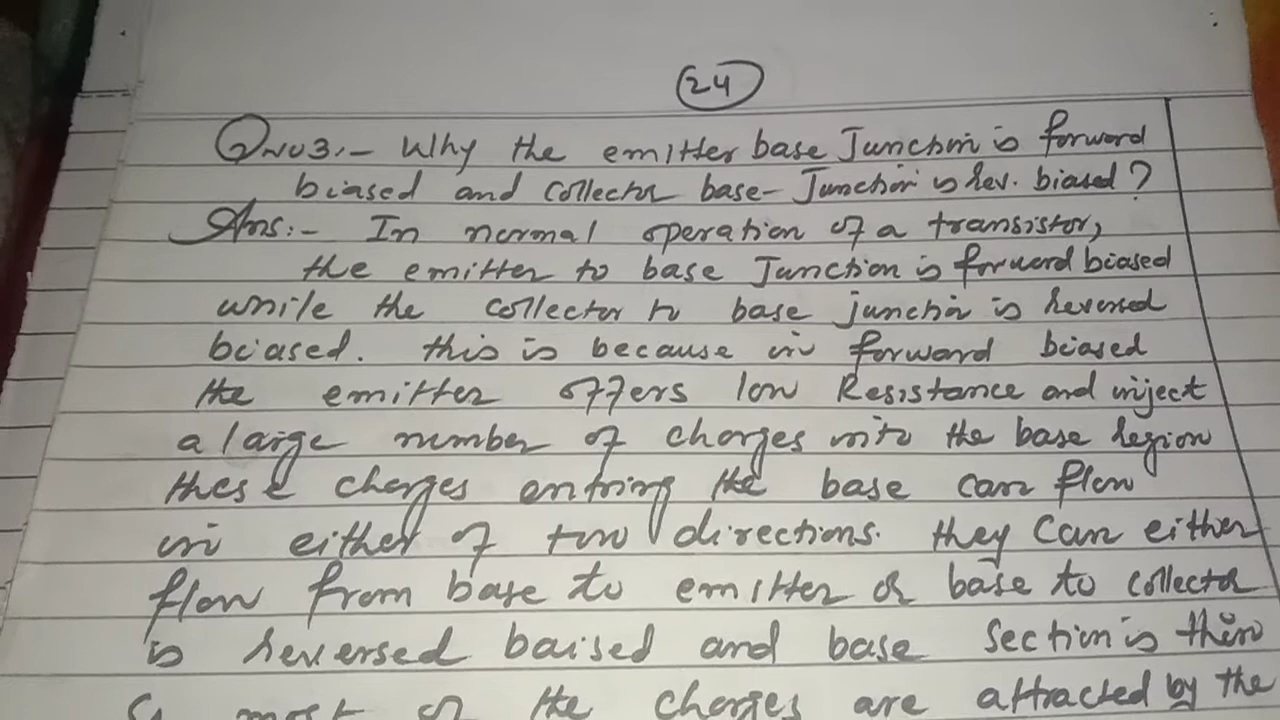 24
Q No 3:- Why the emitter base Junction is forward
biased and collector base- Junction is rev. biased?
Ans:- In normal operation of a transistor,
the emitter to base Junction is forward biased
while the collector to base junction is reversed
biased. this is because in forward biased
the emitter offers low Resistance and inject
a large number of charges into the base region
these charges entring the base can flow
in either of two directions. they can either
flow from base to emitter or base to collector
is reversed baised and base section is thin
So most of the charges are attracted by the